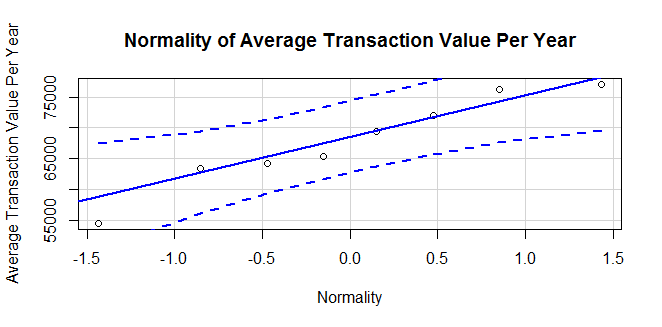 Normality of Average Transaction Value Per Year
Average Transaction Value Per Year
75000
65000
55000
-1.5 -1.0 -0.5 0.0 0.5 1.0 1.5
Normality